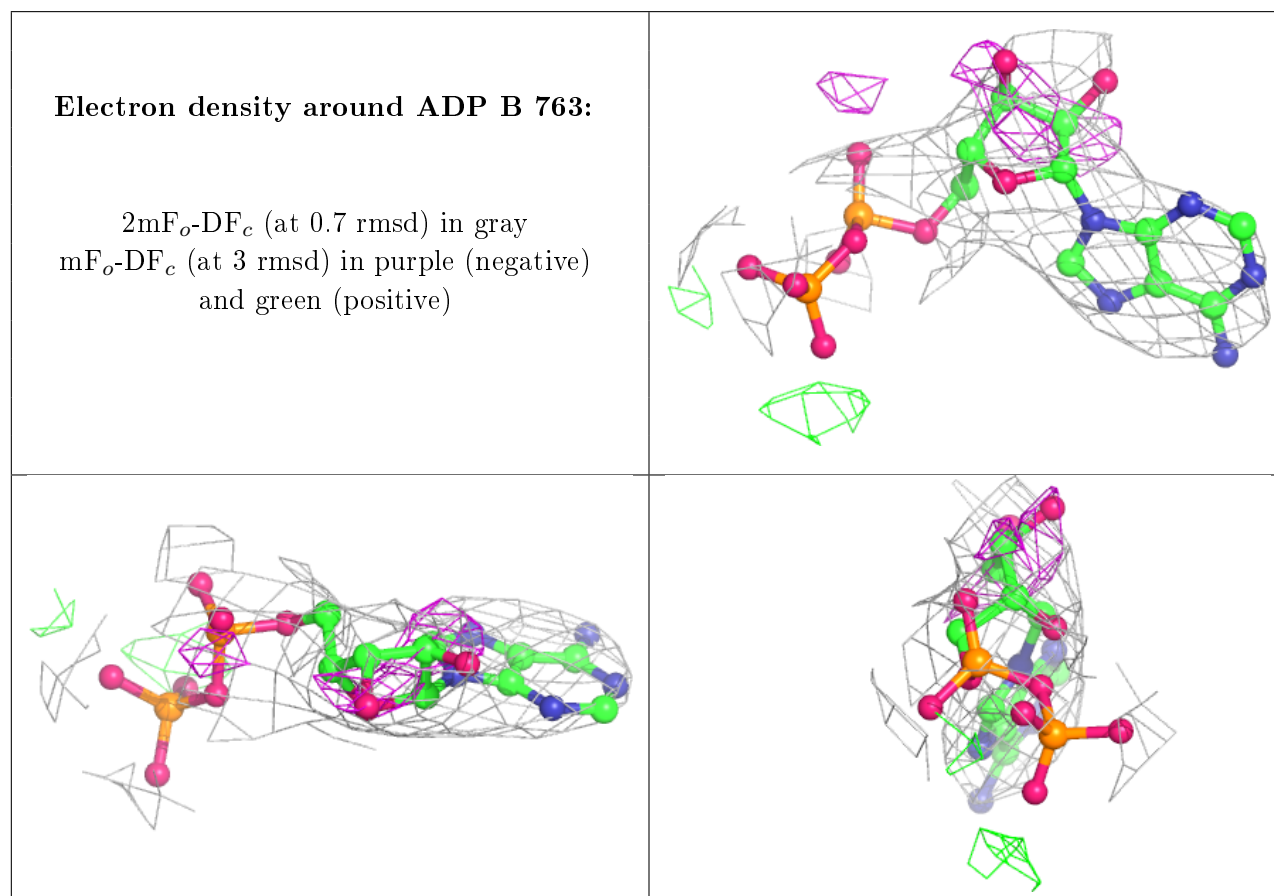 Electron density around ADP B 763:
2mFₒ-DF𝒸 (at 0.7 rmsd) in gray
mFₒ-DF𝒸 (at 3 rmsd) in purple (negative)
and green (positive)